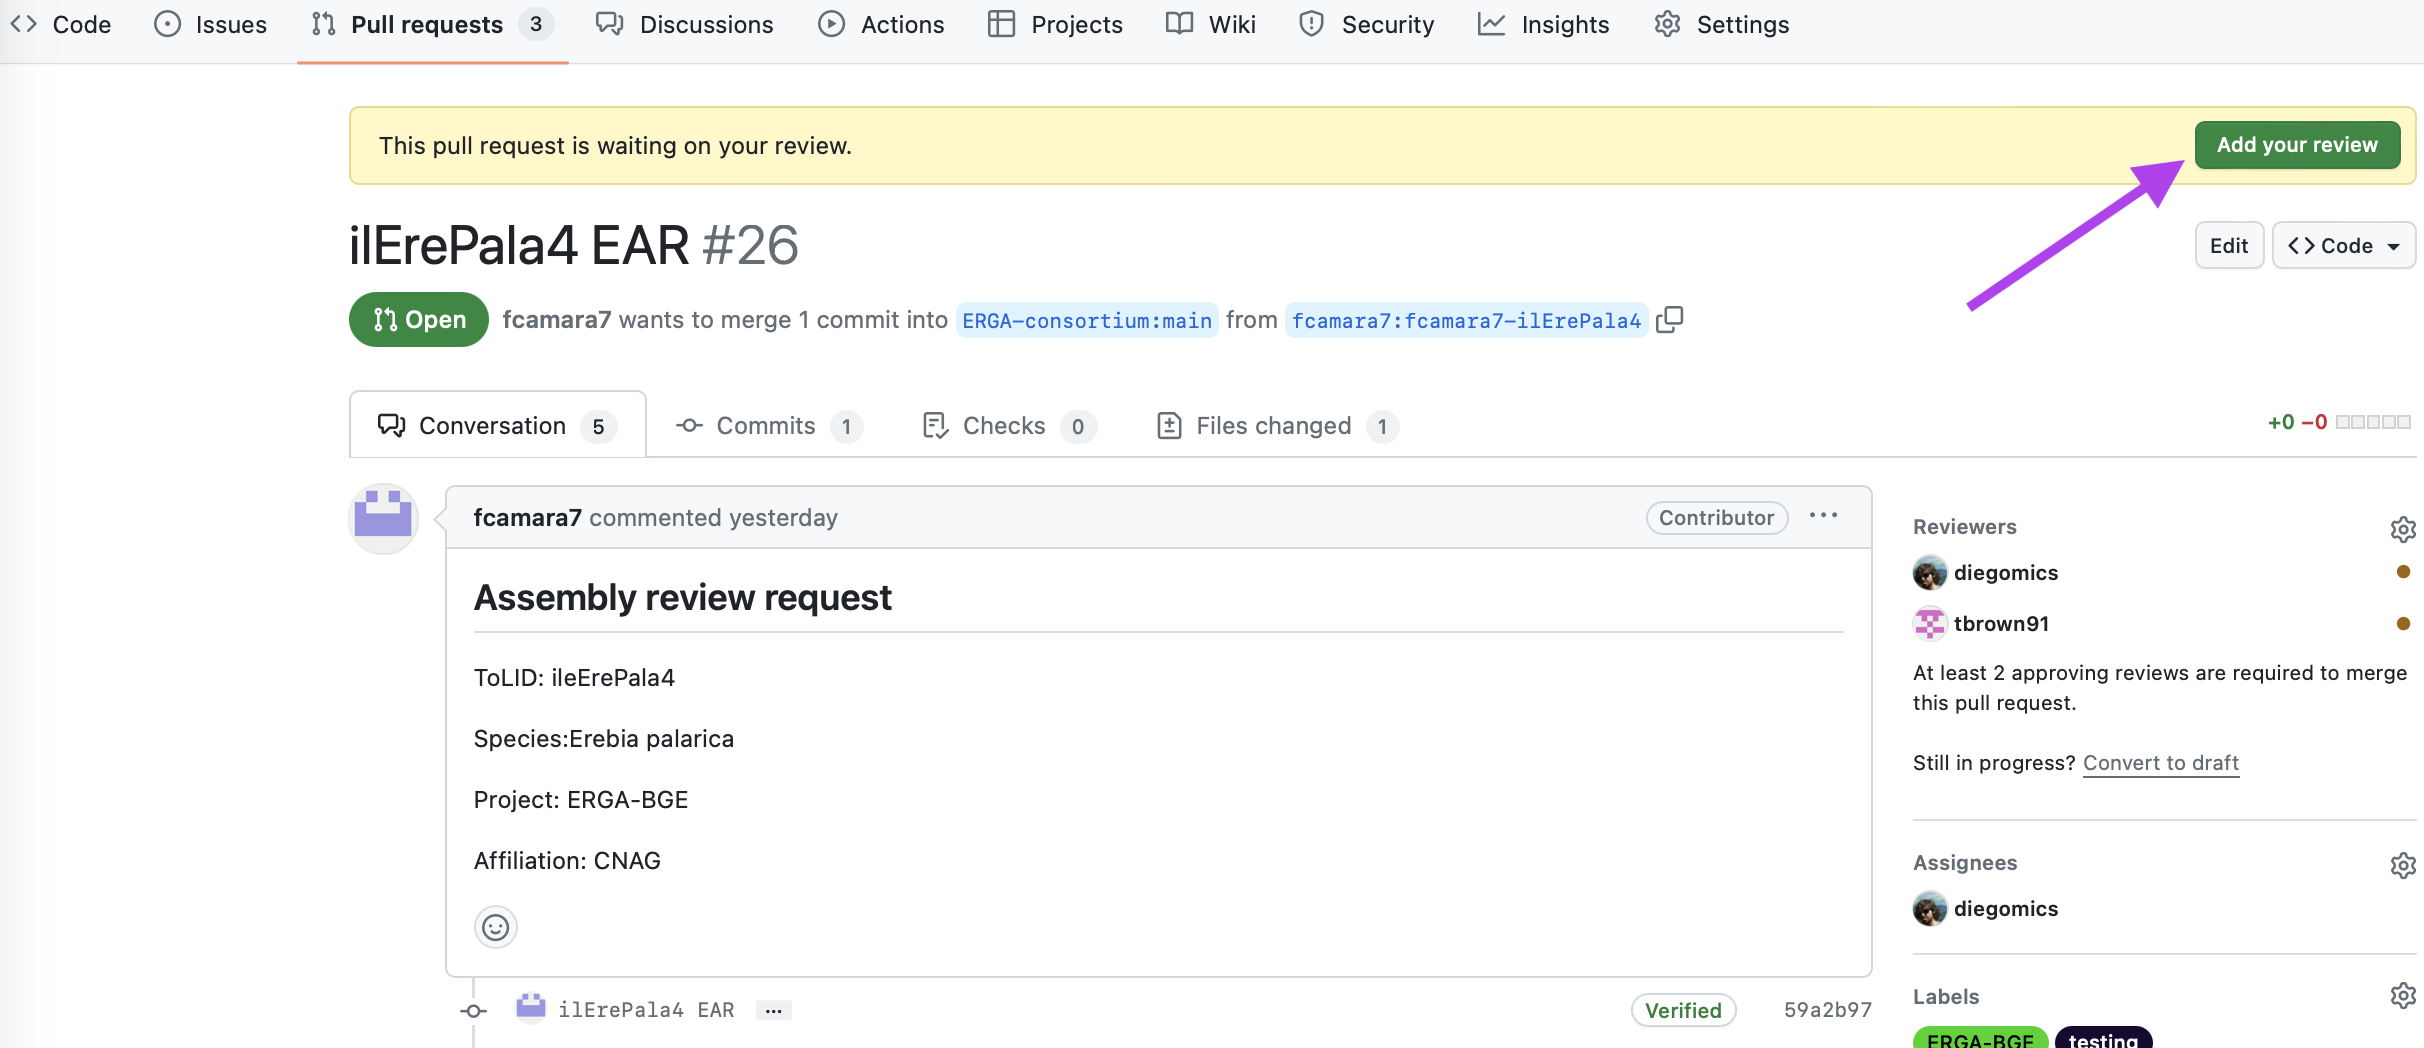 Code Issues Pull requests 3 Discussions Actions Projects Wiki Security Insights Settings
This pull request is waiting on your review. Add your review
ilErePala4 EAR #26 Edit <> Code
Open fcamara7 wants to merge 1 commit into ERGA-consortium:main from fcamara7:fcamara7-ilErePala4
Conversation 5 Commits 1 Checks 0 Files changed 1 +0 −0
fcamara7 commented yesterday Contributor ...
Assembly review request
ToLID: ileErePala4
Species:Erebia palarica
Project: ERGA-BGE
Affiliation: CNAG
ilErePala4 EAR ... Verified 59a2b97
Reviewers
diegomics
tbrown91
At least 2 approving reviews are required to merge
this pull request.
Still in progress? Convert to draft
Assignees
diegomics
Labels
ERGA-BGE testing